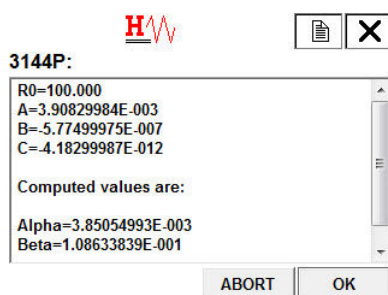 H
3144P:
R0=100.000
A=3.90829984E-003
B=-5.77499975E-007
C=-4.18299987E-012
Computed values are:
Alpha=3.85054993E-003
Beta=1.08633839E-001
ABORT OK